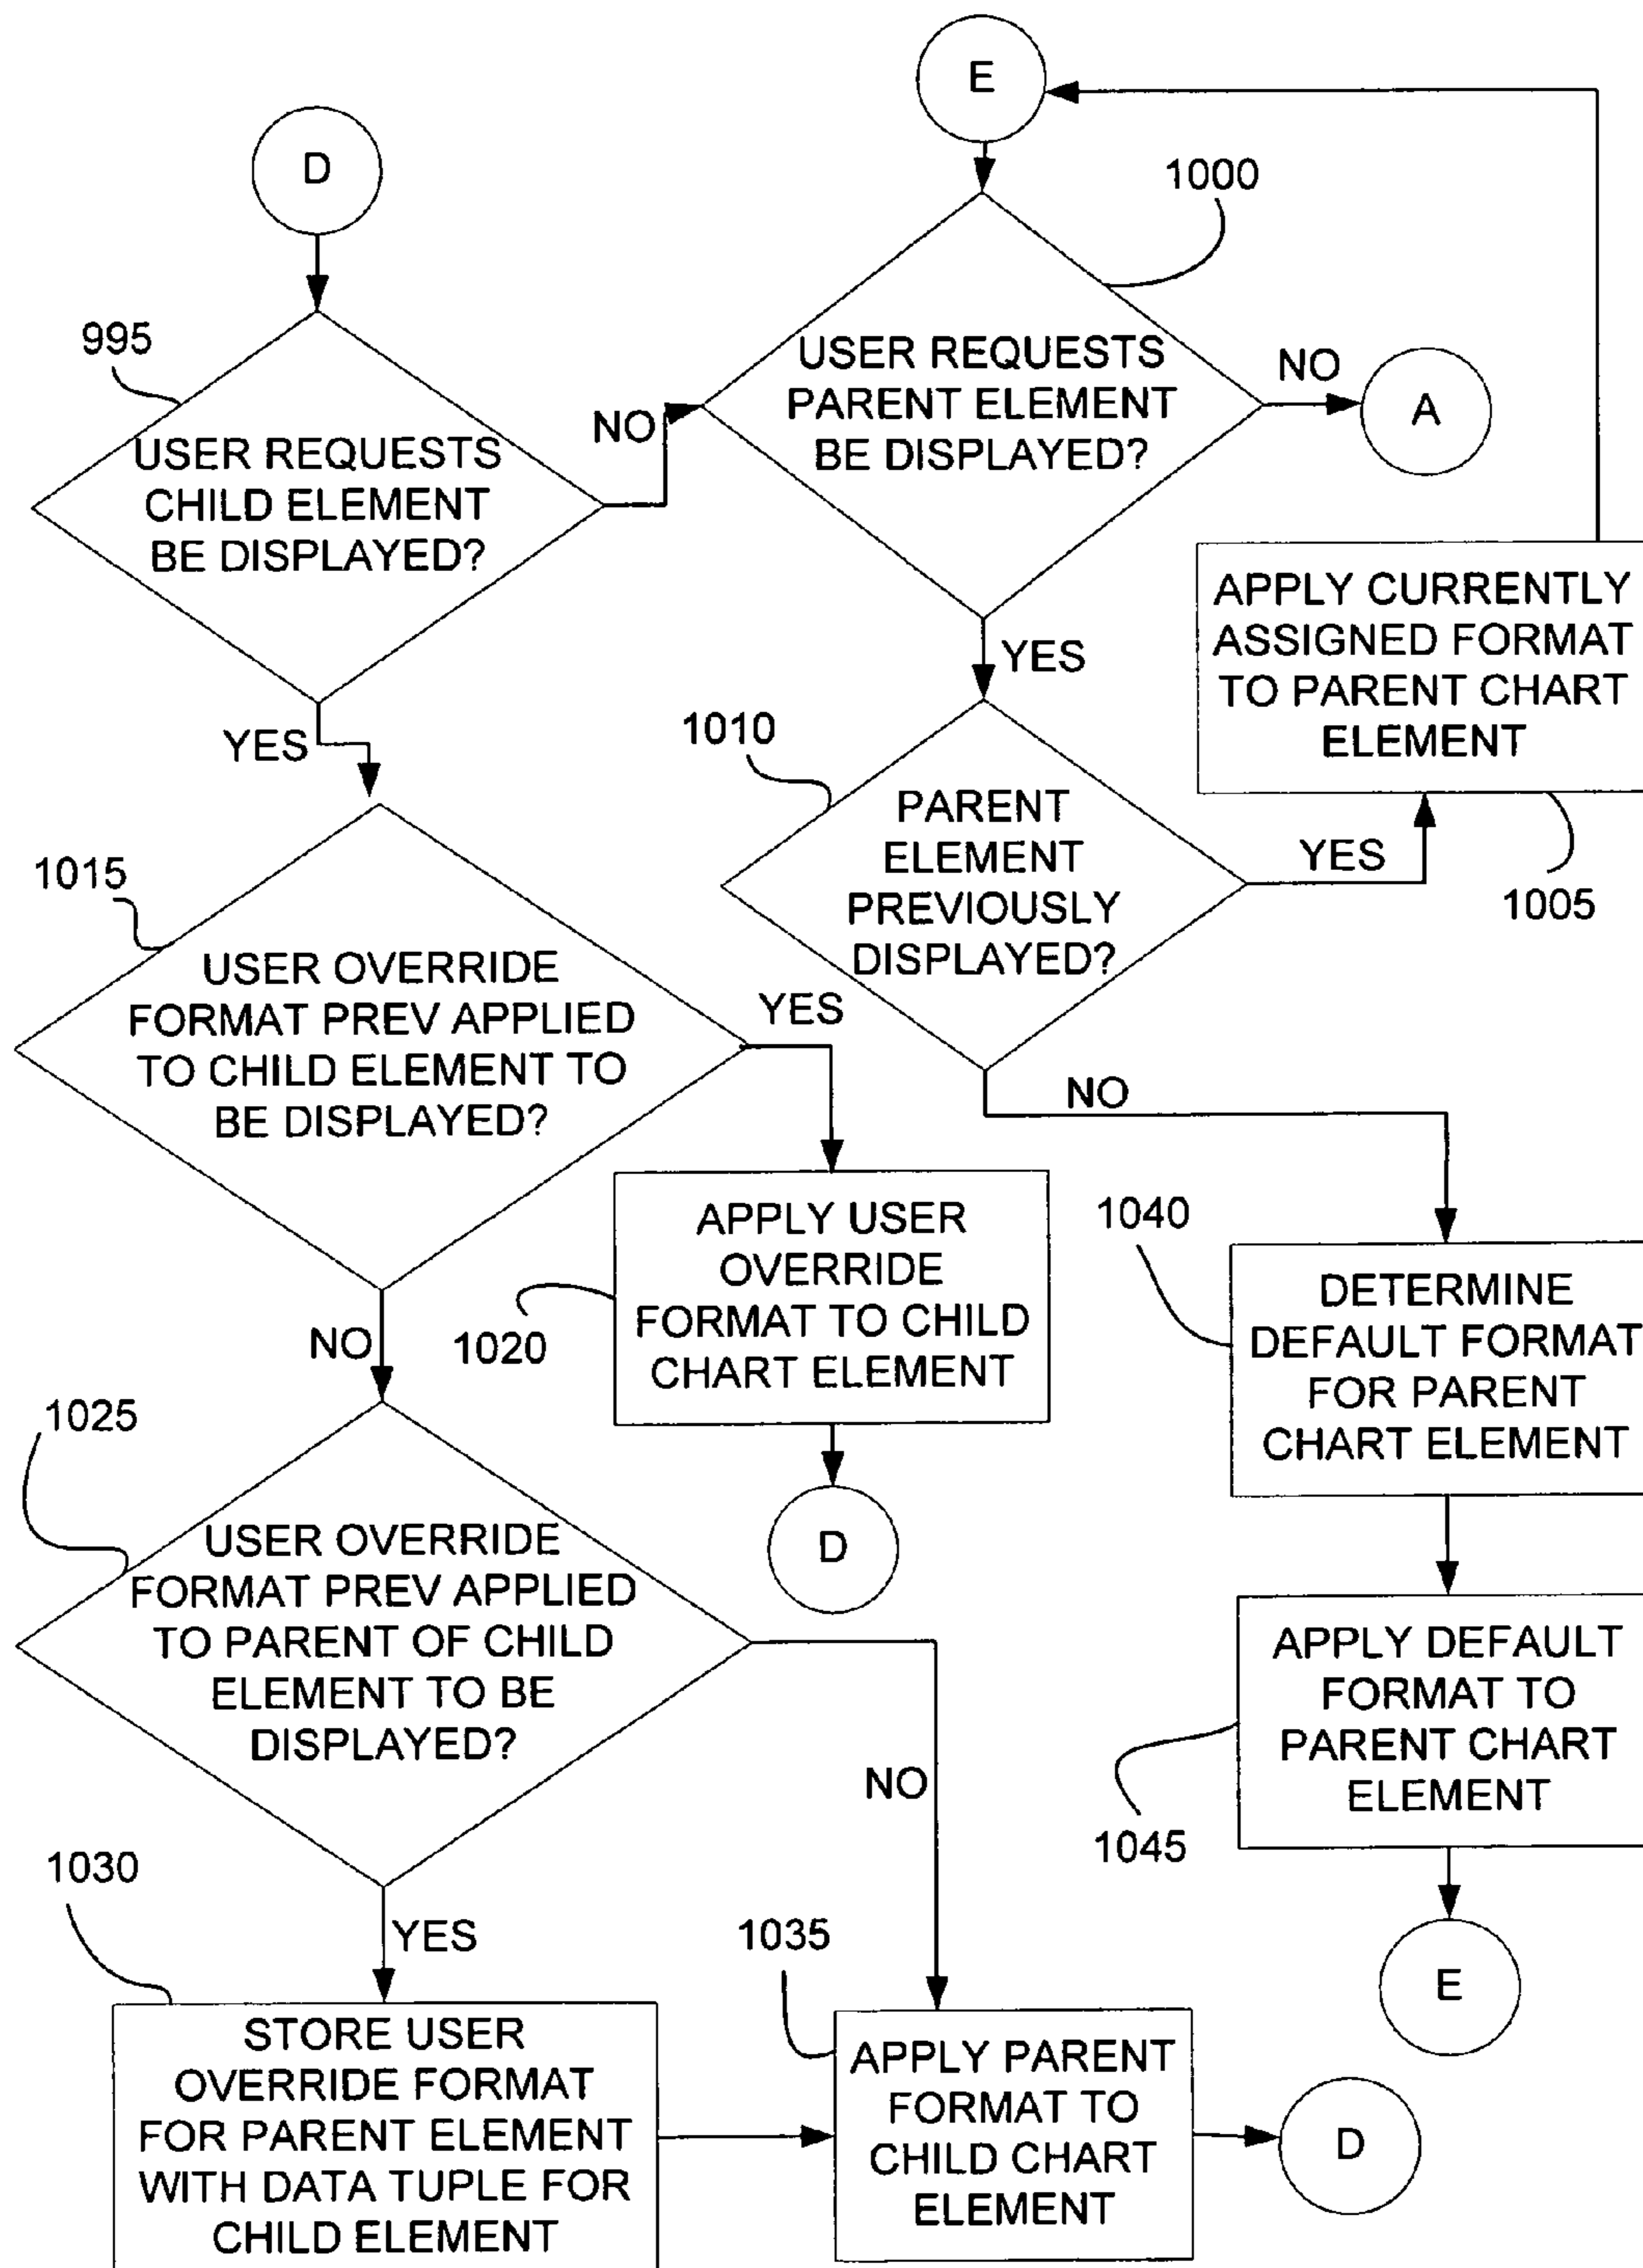 E
D
1000
995
USER REQUESTS
PARENT ELEMENT
BE DISPLAYED?
NO
A
USER REQUESTS
CHILD ELEMENT
BE DISPLAYED?
NO
APPLY CURRENTLY
ASSIGNED FORMAT
TO PARENT CHART
ELEMENT
YES
YES
1010
PARENT
ELEMENT
PREVIOUSLY
DISPLAYED?
YES
1005
1015
USER OVERRIDE
FORMAT PREV APPLIED
TO CHILD ELEMENT TO
BE DISPLAYED?
YES
NO
APPLY USER
OVERRIDE
FORMAT TO CHILD
CHART ELEMENT
1020
1040
DETERMINE
DEFAULT FORMAT
FOR PARENT
CHART ELEMENT
NO
1025
D
USER OVERRIDE
FORMAT PREV APPLIED
TO PARENT OF CHILD
ELEMENT TO BE
DISPLAYED?
NO
APPLY DEFAULT
FORMAT TO
PARENT CHART
ELEMENT
1045
1030
YES
1035
E
STORE USER
OVERRIDE FORMAT
FOR PARENT ELEMENT
WITH DATA TUPLE FOR
CHILD ELEMENT
APPLY PARENT
FORMAT TO
CHILD CHART
ELEMENT
D